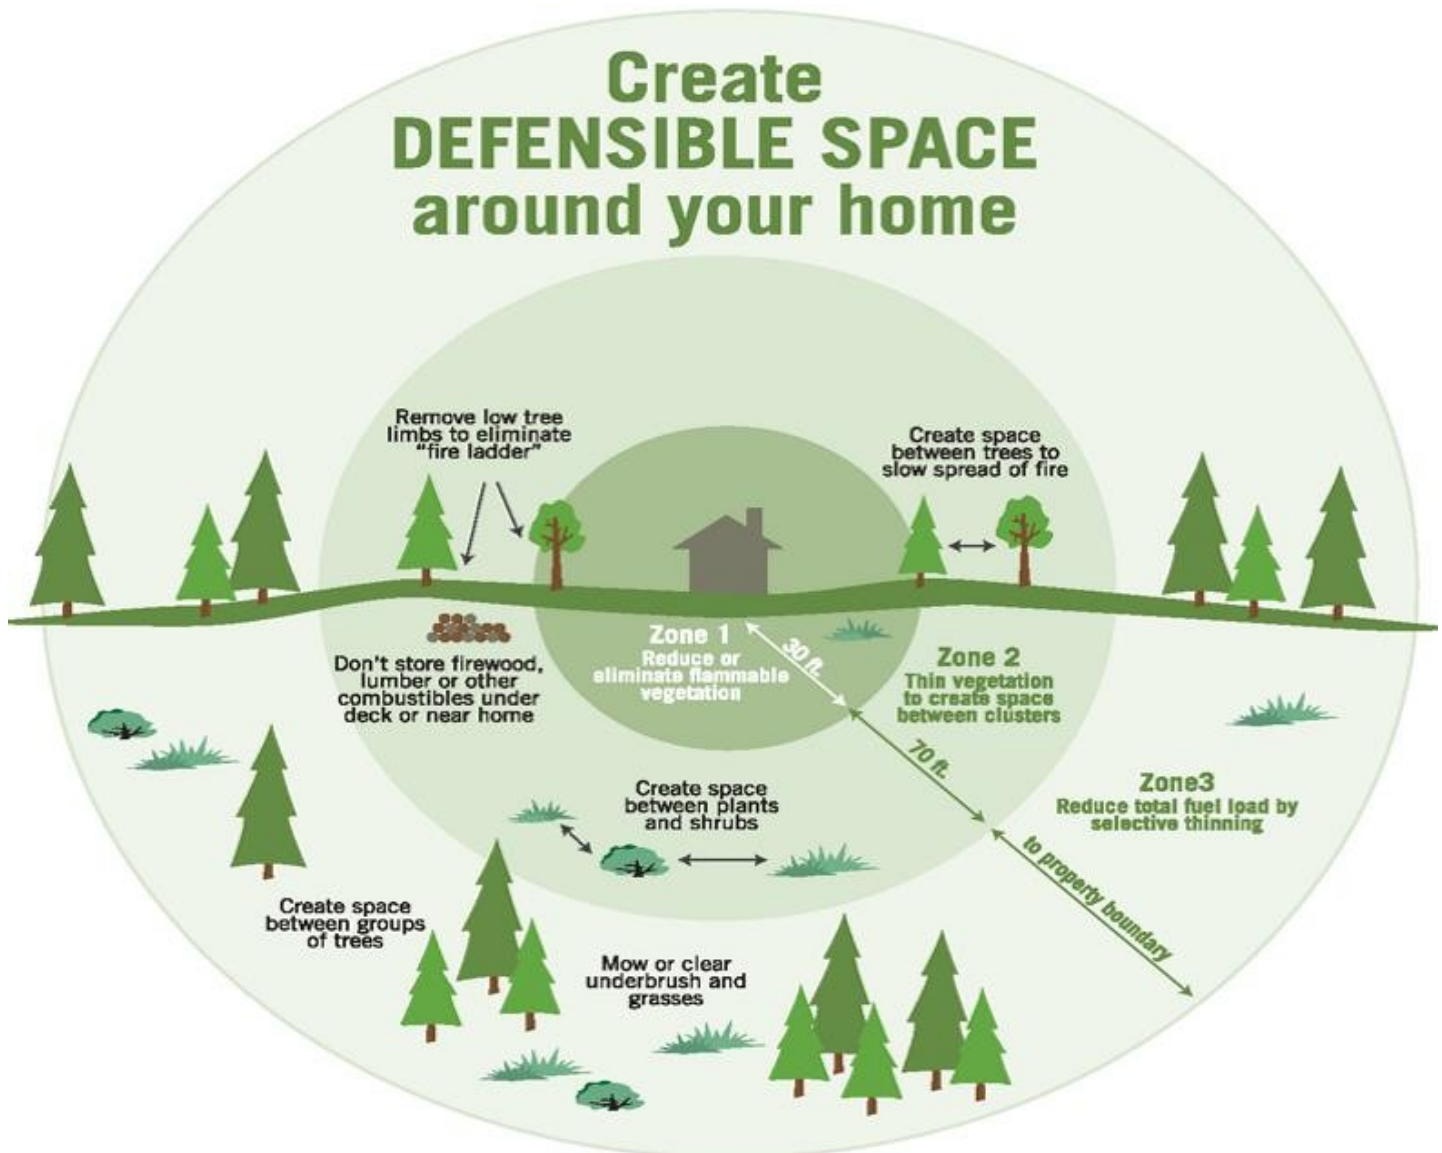 Create
DEFENSIBLE SPACE
around your home
Remove low tree
limbs to eliminate
"fire ladder"
Create space
between trees to
slow spread of fire
Don't store firewood,
lumber or other
combustibles under
deck or near home
Zone 1
Reduce or
eliminate flammable
vegetation
30 ft.
Zone 2
Thin vegetation
to create space
between clusters
70 ft.
Zone3
Reduce total fuel load by
selective thinning
to property boundary
Create space
between plants
and shrubs
Create space
between groups
of trees
Mow or clear
underbrush and
grasses